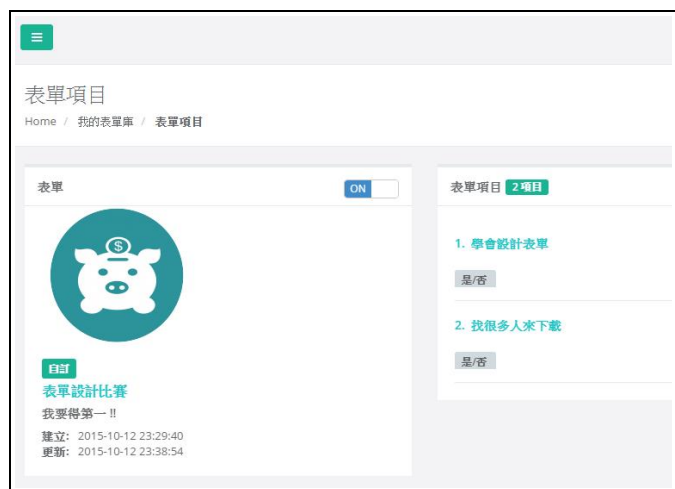 表單項目
Home / 我的表單庫 / 表單項目
表單
ON
$
自訂
表單設計比賽
我要得第一 !!
建立: 2015-10-12 23:29:40
更新: 2015-10-12 23:38:54
表單項目 2 項目
1. 學會設計表單
是/否
2. 找很多人來下載
是/否